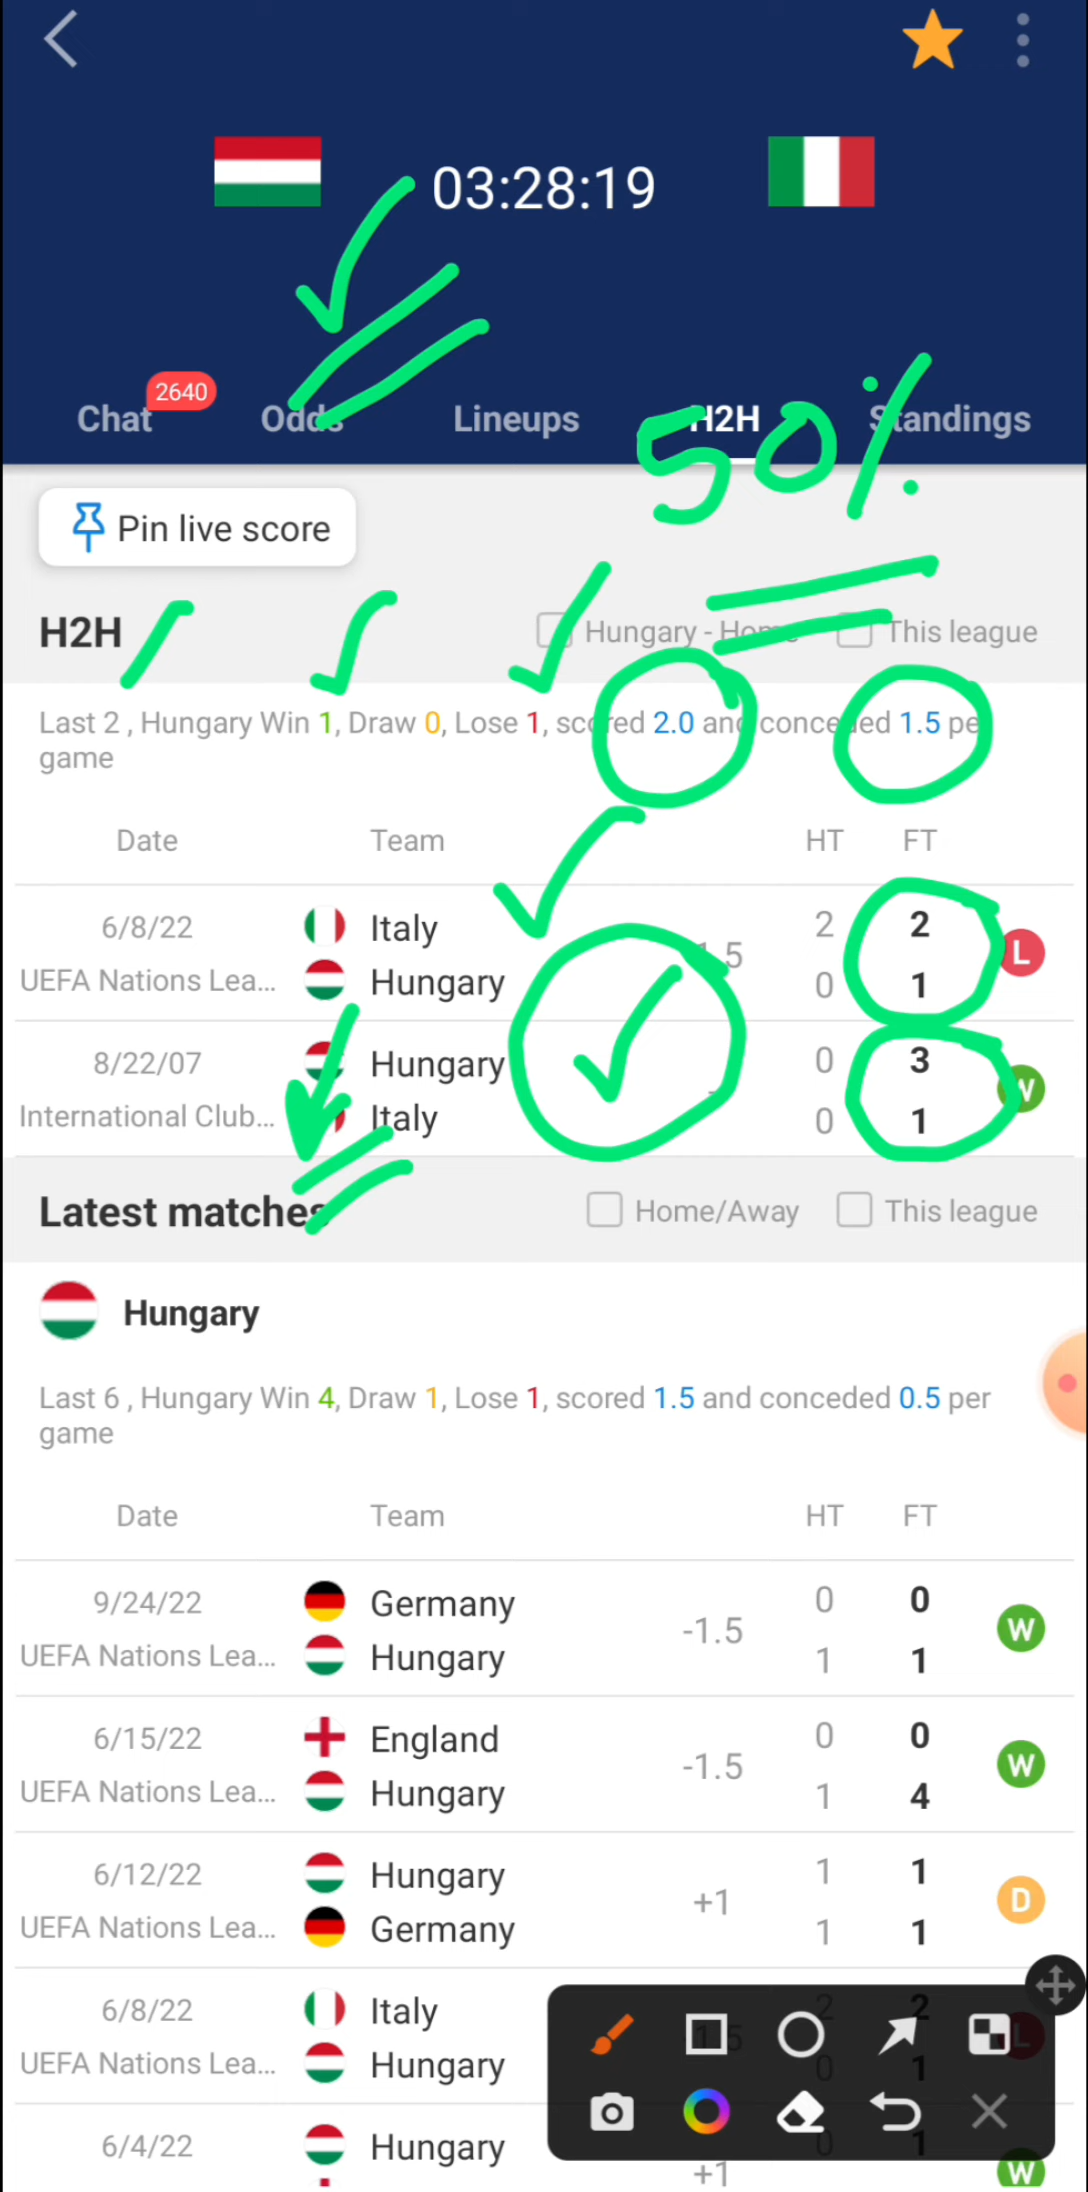 03:28:19
Chat 2640 Odds Lineups H2H Standings
50%
Pin live score
H2H Hungary - Home This league
Last 2 , Hungary Win 1, Draw 0, Lose 1, scored 2.0 and conceded 1.5 per
game
Date Team HT FT
6/8/22 Italy 2 2
UEFA Nations Lea... Hungary 0 1 L
8/22/07 Hungary 0 3
International Club... Italy 0 1 W
Latest matches Home/Away This league
Hungary
Last 6 , Hungary Win 4, Draw 1, Lose 1, scored 1.5 and conceded 0.5 per
game
Date Team HT FT
9/24/22 Germany 0 0
-1.5 W
UEFA Nations Lea... Hungary 1 1
6/15/22 England 0 0
-1.5 W
UEFA Nations Lea... Hungary 1 4
6/12/22 Hungary 1 1
+1 D
UEFA Nations Lea... Germany 1 1
6/8/22 Italy 2 2
UEFA Nations Lea... Hungary 0 1 L
6/4/22 Hungary 0 1
+1 W